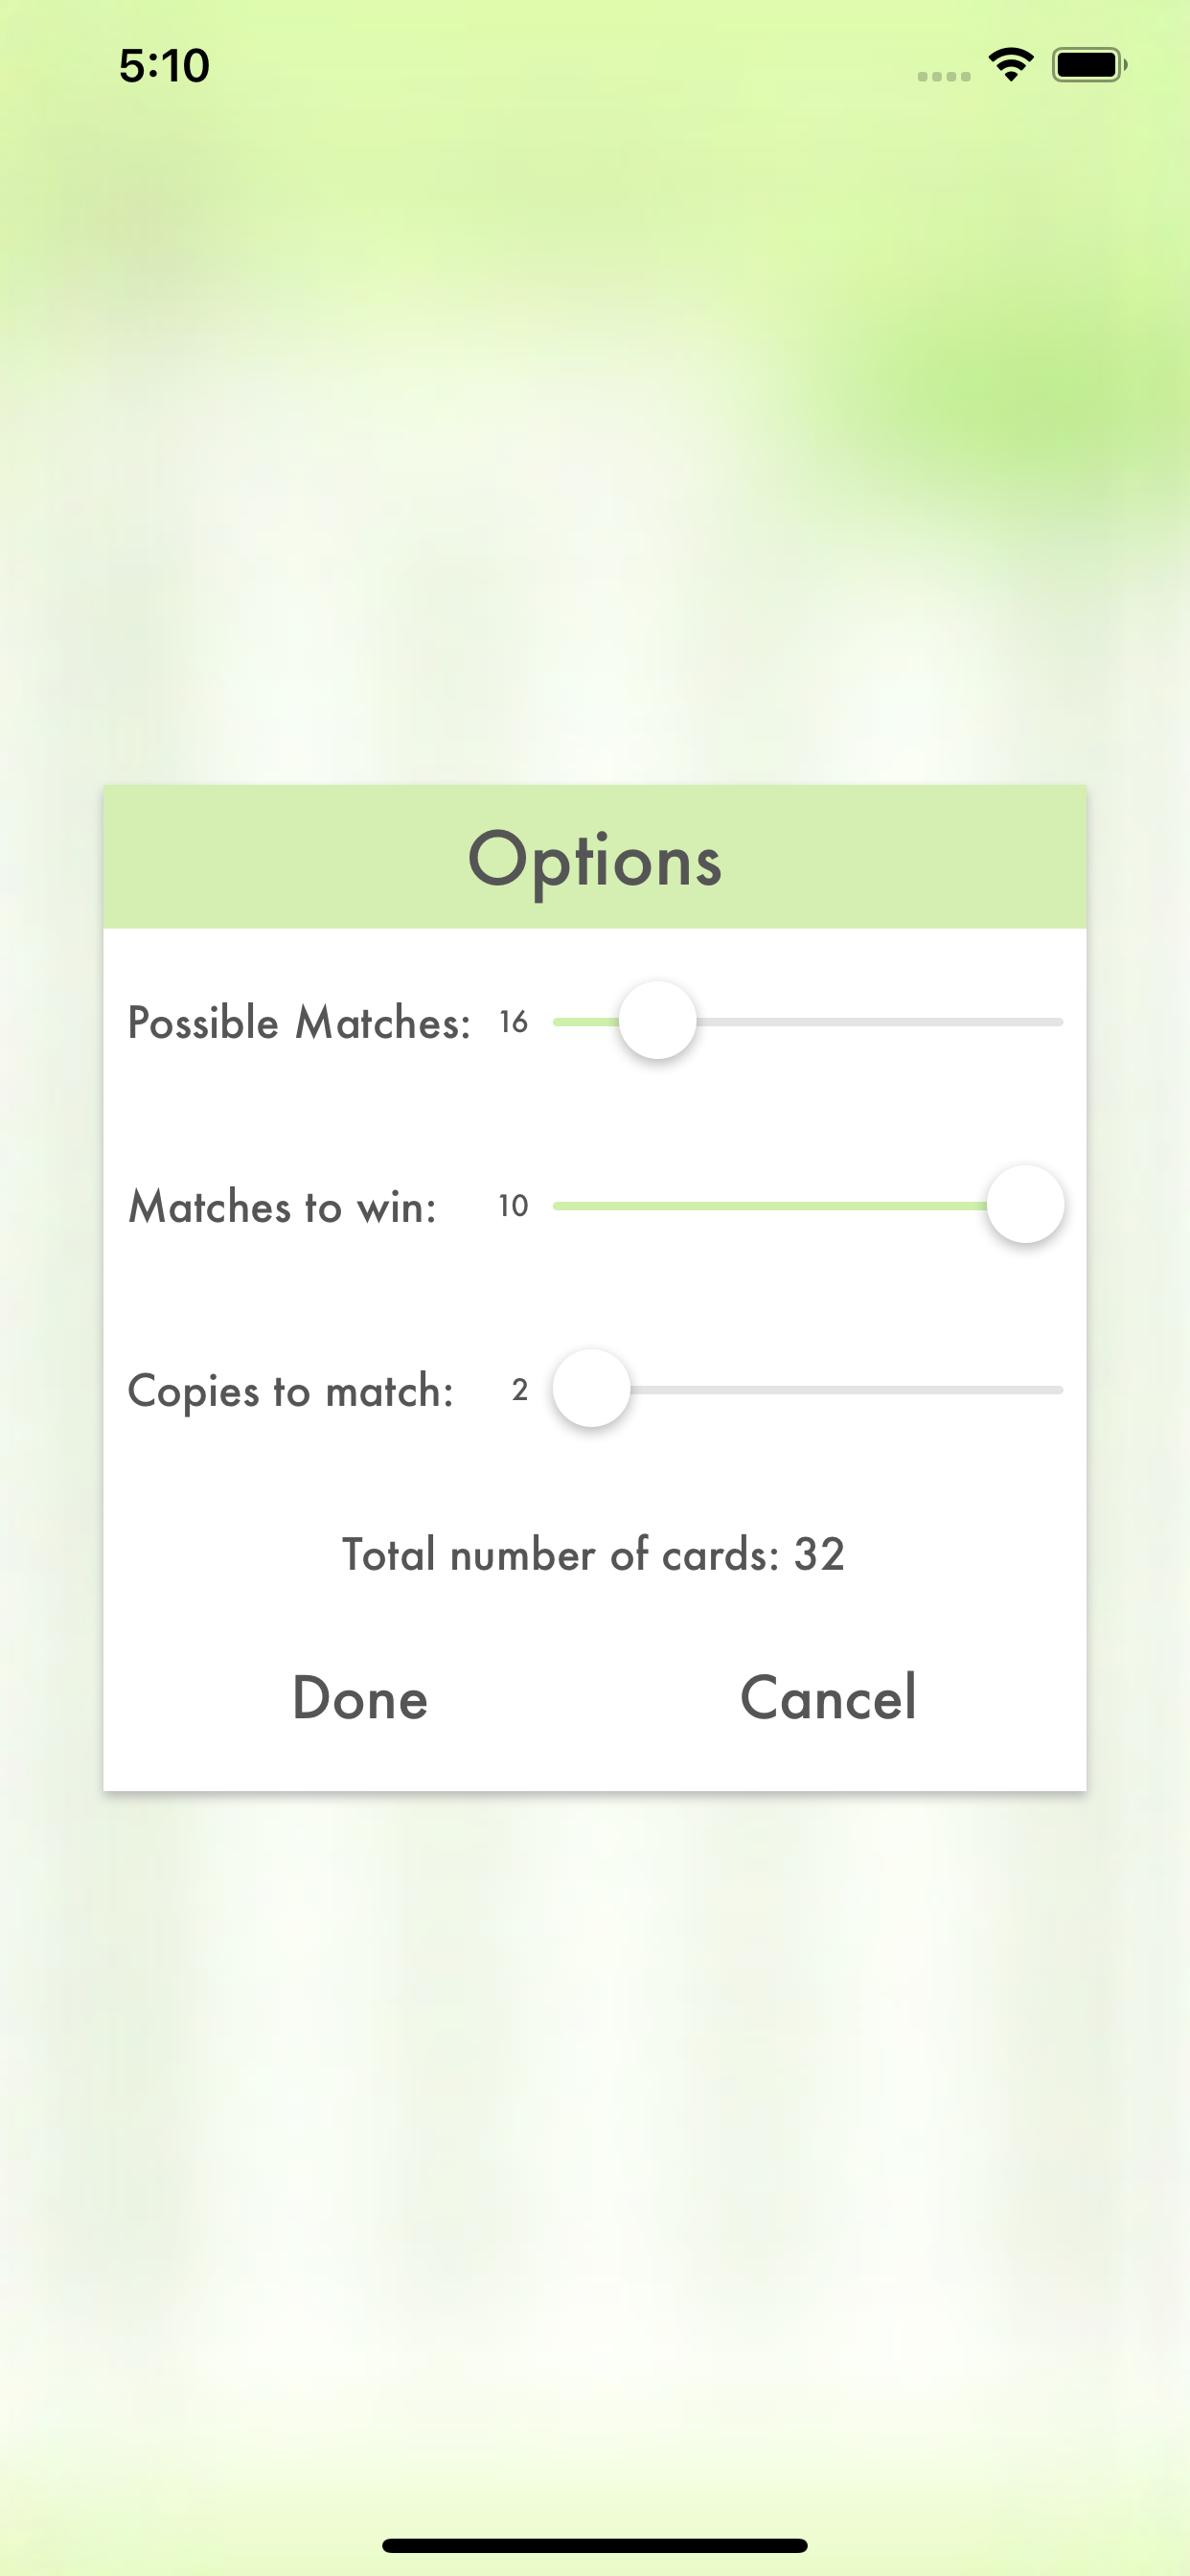 5:10
Options
Possible Matches: 16
Matches to win: 10
Copies to match: 2
Total number of cards: 32
Done Cancel